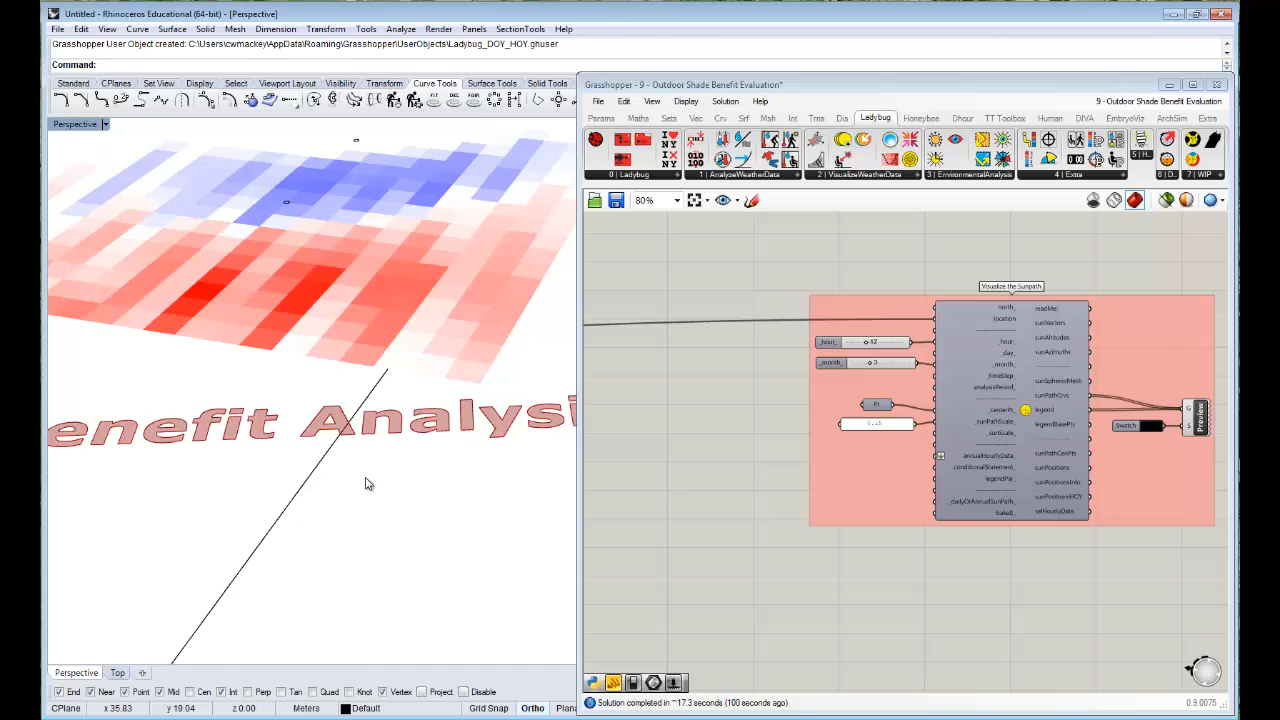 Untitled - Rhinoceros Educational (64-bit) - [Perspective]
File Edit View Curve Surface Solid Mesh Dimension Transform Tools Analyze Render Panels SectionTools Help
Grasshopper User Object created: C:\Users\cwmackey\AppData\Roaming\Grasshopper\UserObjects\Ladybug_DOY_HOY.ghuser
Command:
Standard CPlanes Set View Display Select Viewport Layout Visibility Transform Curve Tools Surface Tools Solid Tools
Perspective
enefit Analysi
Perspective Top
End Near Point Mid Cen Int Perp Tan Quad Knot Vertex Project Disable
CPlane x 35.83 y 19.04 z 0.00 Meters Default Grid Snap Ortho Plana
Grasshopper - 9 - Outdoor Shade Benefit Evaluation*
File Edit View Display Solution Help 9 - Outdoor Shade Benefit Evaluation
Params Maths Sets Vec Crv Srf Msh Int Trns Dia Ladybug Honeybee Dhour TT Toolbox Human DIVA EmbryoViz ArchSim Extra
0 | Ladybug 1 | AnalyzeWeatherData 2 | VisualizeWeatherData 3 | EnvironmentalAnalysis 4 | Extra 5 | H... 6 | D... 7 | WIP
80%
Visualize the Sunpath
north_
_location
_hour_
_day_
_month_
_timeStep_
analysisPeriod_
_centerPt_
_sunPathScale_
_sunScale_
annualHourlyData_
conditionalStatement_
legendPar_
_dailyOrAnnualSunPath_
bakeIt_
readMe!
sunVectors
sunAltitudes
sunAzimuths
sunSpheresMesh
sunPathCrvs
legend
legendBasePts
sunPathCenPts
sunPositions
sunPositionsInfo
sunPositionsHOY
selHourlyData
_hour_ 12
_month_ 3
Pt
0.15
Swatch
G
S
Preview
Solution completed in ~17.3 seconds (100 seconds ago)
0.9.0075